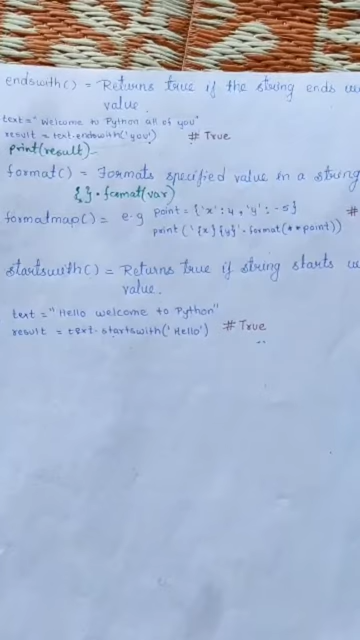 endswith() = Returns true if the string ends w
value.
text = "Welcome to Python all of you"
result = text.endswith('you') # True
print(result)
format() = Formats specified value in a string
{}.format(var)
formatmap() = e-g point = {'x':4,'y':-5} #
print('{x}{y}'.format(**point))
startswith() = Returns true if string starts w
value.
text = "Hello welcome to Python"
result = text.startswith('Hello') # True